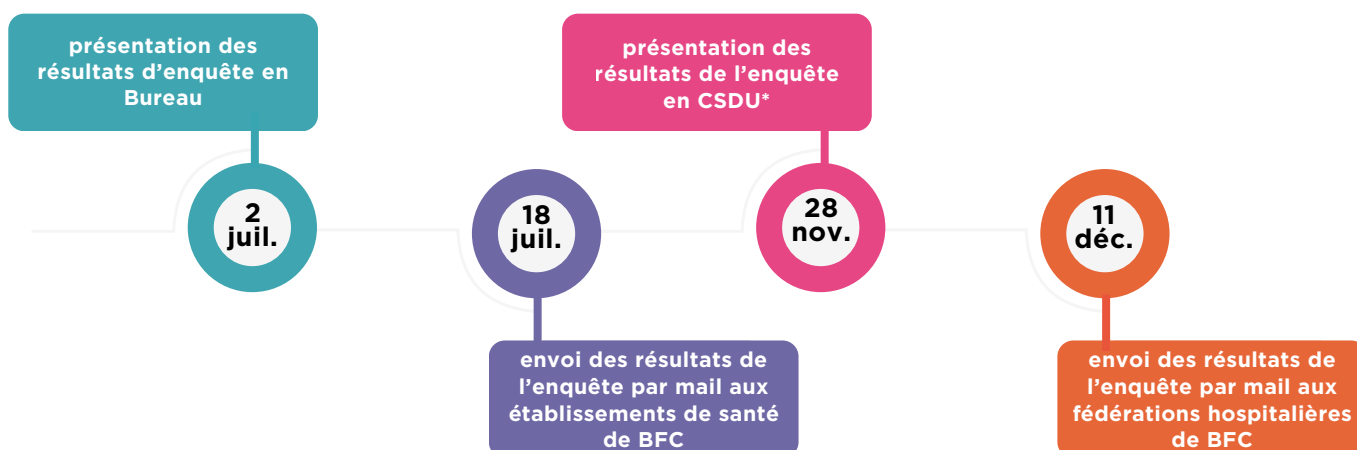 présentation des
résultats d'enquête en
Bureau
2
juil.
18
juil.
envoi des résultats de
l'enquête par mail aux
établissements de santé
de BFC
présentation des
résultats de l'enquête
en CSDU*
28
nov.
11
déc.
envoi des résultats de
l'enquête par mail aux
fédérations hospitalières
de BFC